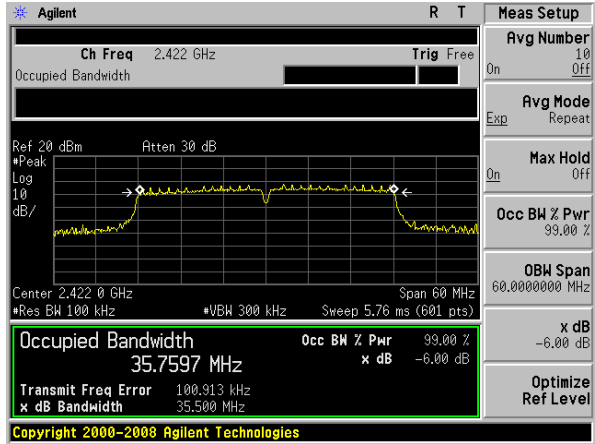 Agilent R T
Meas Setup
Ch Freq 2.422 GHz Trig Free
Occupied Bandwidth
Avg Number
10
On Off
Avg Mode
Exp Repeat
Max Hold
On Off
Occ BW % Pwr
99.00 %
OBW Span
60.0000000 MHz
x dB
-6.00 dB
Optimize
Ref Level
Ref 20 dBm Atten 30 dB
#Peak
Log
10
dB/
Center 2.422 0 GHz Span 60 MHz
#Res BW 100 kHz #VBW 300 kHz Sweep 5.76 ms (601 pts)
Occupied Bandwidth Occ BW % Pwr 99.00 %
35.7597 MHz x dB -6.00 dB
Transmit Freq Error 100.913 kHz
x dB Bandwidth 35.500 MHz
Copyright 2000-2008 Agilent Technologies